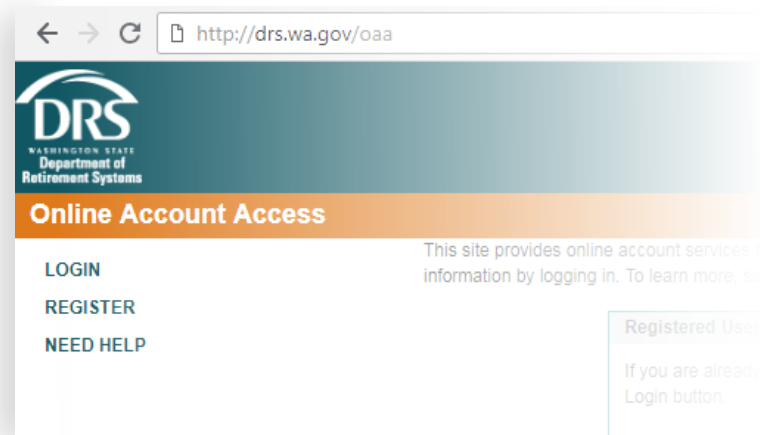 http://drs.wa.gov/oaa
DRS
WASHINGTON STATE
Department of
Retirement Systems
Online Account Access
LOGIN
REGISTER
NEED HELP
This site provides online account services
information by logging in. To learn more,
Registered User
If you are already
Login button.